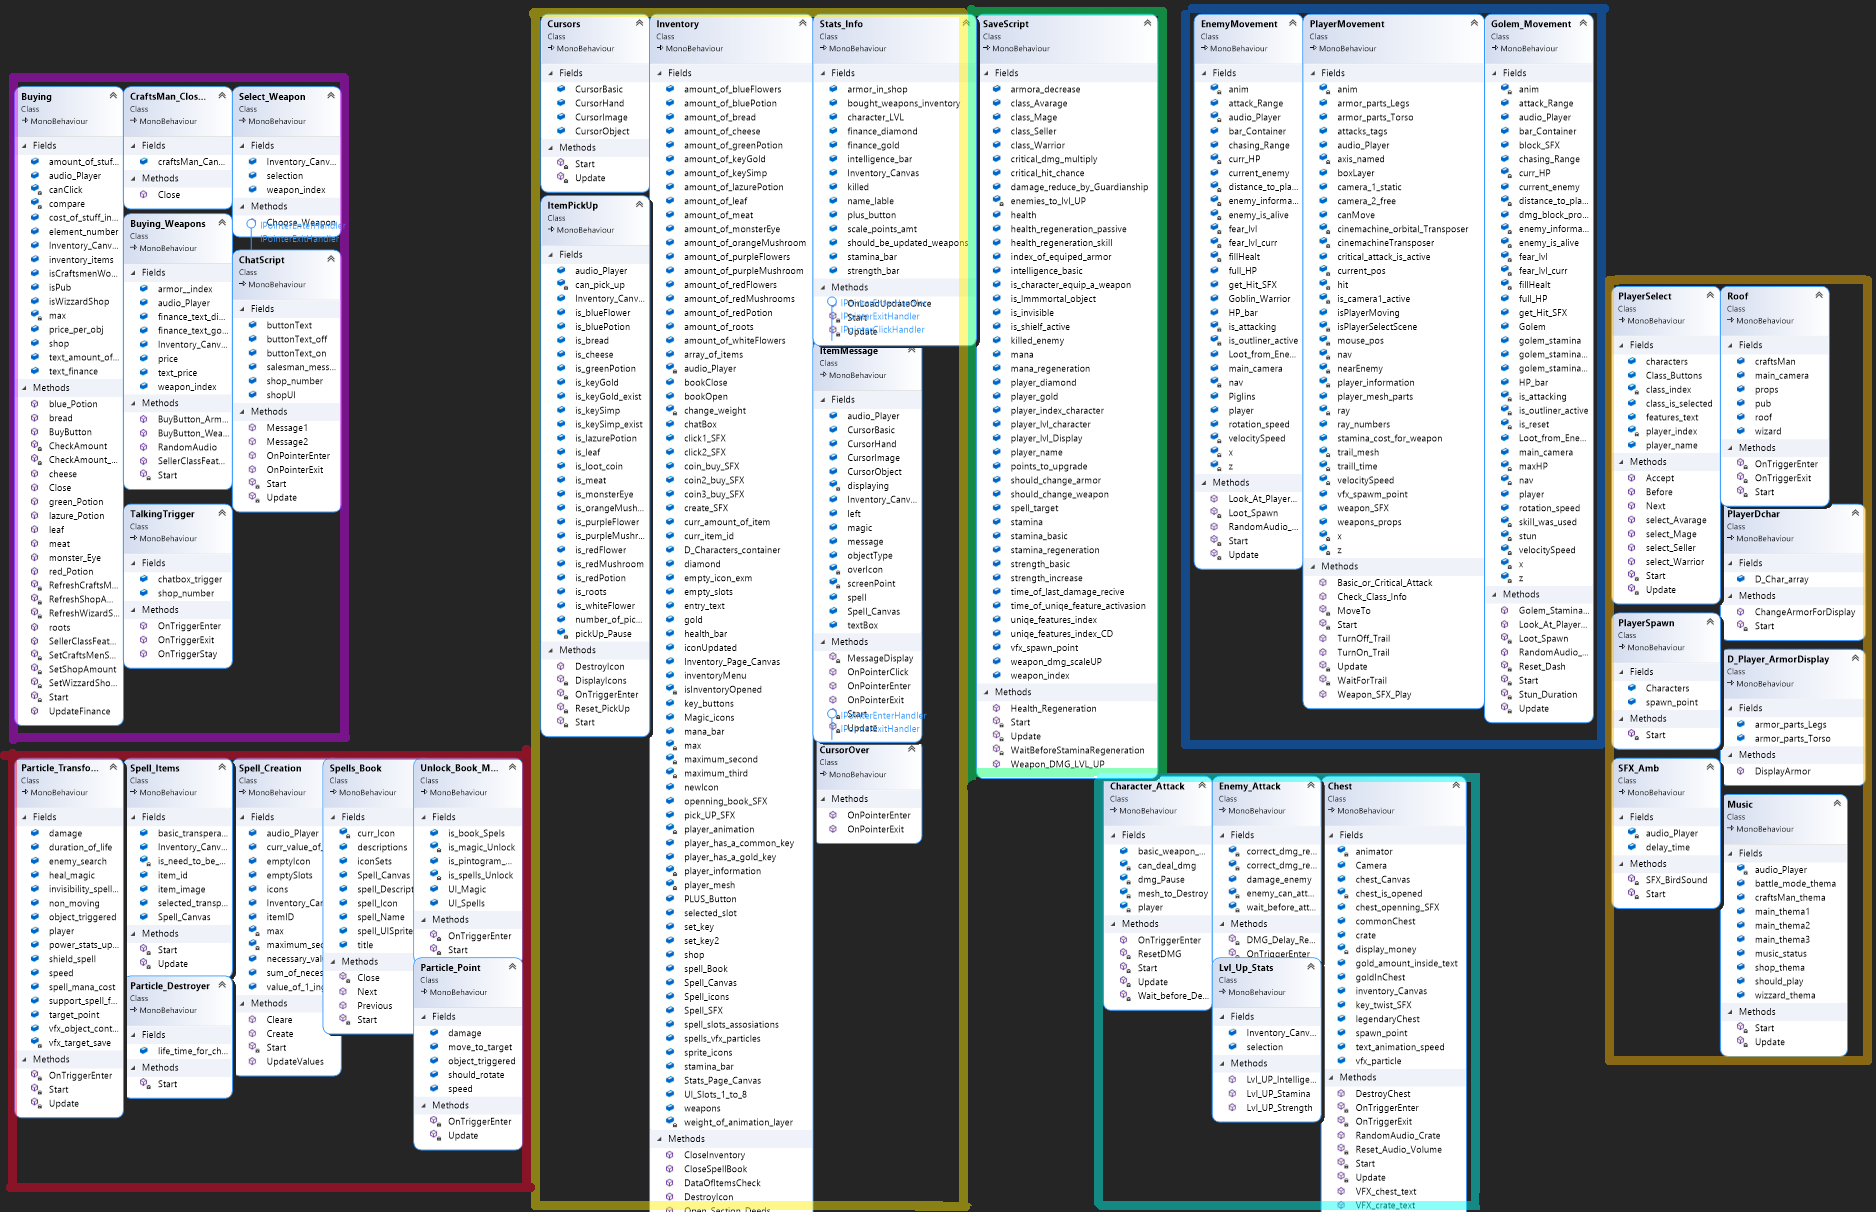 Buying
Class
MonoBehaviour
Fields
amount_of_stuf...
audio_Player
canClick
compare
cost_of_stuff_in...
element_number
Inventory_Canv...
inventory_items
isCraftsmenWo...
isPub
isWizzardShop
max
price_per_obj
shop
text_amount_of...
text_finance
Methods
blue_Potion
bread
BuyButton
CheckAmount
CheckAmount_...
cheese
Close
green_Potion
lazure_Potion
leaf
meat
monster_Eye
red_Potion
RefreshCraftsM...
RefreshShopA...
RefreshWizardS...
roots
SellerClassFeat...
SetCraftsMenS...
SetShopAmount
SetWizzardSho...
Start
UpdateFinance
CraftsMan_Clos...
Class
MonoBehaviour
Fields
craftsMan_Can...
Methods
Close
Buying_Weapons
Class
MonoBehaviour
Fields
armor__index
audio_Player
finance_text_di...
finance_text_go...
Inventory_Canv...
price
text_price
weapon_index
Methods
BuyButton_Arm...
BuyButton_Wea...
RandomAudio
SellerClassFeat...
Start
TalkingTrigger
Class
MonoBehaviour
Fields
chatbox_trigger
shop_number
Methods
OnTriggerEnter
OnTriggerExit
OnTriggerStay
Select_Weapon
Class
MonoBehaviour
Fields
Inventory_Canv...
selection
weapon_index
Methods
Choose_Weapon
IPointerEnterHandler
IPointerExitHandler
ChatScript
Class
MonoBehaviour
Fields
buttonText
buttonText_off
buttonText_on
salesman_mess...
shop_number
shopUI
Methods
Message1
Message2
OnPointerEnter
OnPointerExit
Start
Update
Particle_Transfo...
Class
MonoBehaviour
Fields
damage
duration_of_life
enemy_search
heal_magic
invisibility_spell...
non_moving
object_triggered
player
power_stats_up...
shield_spell
speed
spell_mana_cost
support_spell_f...
target_point
vfx_object_cont...
vfx_target_save
Methods
OnTriggerEnter
Start
Update
Spell_Items
Class
MonoBehaviour
Fields
basic_transpera...
Inventory_Canv...
is_need_to_be_...
item_id
item_image
selected_transp...
Spell_Canvas
Methods
Start
Update
Particle_Destroyer
Class
MonoBehaviour
Fields
life_time_for_ch...
Methods
Start
Spell_Creation
Class
MonoBehaviour
Fields
audio_Player
curr_value_of_
emptyIcon
emptySlots
icons
Inventory_Car
itemID
max
maximum_sec
necessary_val
sum_of_neces
value_of_1_ing
Methods
Cleare
Create
Start
UpdateValues
Spells_Book
Class
MonoBehaviour
Fields
curr_Icon
descriptions
iconSets
Spell_Canvas
spell_Descript
spell_Icon
spell_Name
spell_UISprite
title
Methods
Close
Next
Previous
Start
Unlock_Book_M...
Class
MonoBehaviour
Fields
is_book_Spels
is_magic_Unlock
is_pintogram_...
is_spells_Unlock
UI_Magic
UI_Spells
Methods
OnTriggerEnter
Start
Particle_Point
Class
MonoBehaviour
Fields
damage
move_to_target
object_triggered
should_rotate
speed
Methods
OnTriggerEnter
Update
Cursors
Class
MonoBehaviour
Fields
CursorBasic
CursorHand
CursorImage
CursorObject
Methods
Start
Update
ItemPickUp
Class
MonoBehaviour
Fields
audio_Player
can_pick_up
Inventory_Canv...
is_blueFlower
is_bluePotion
is_bread
is_cheese
is_greenPotion
is_keyGold
is_keyGold_exist
is_keySimp
is_keySimp_exist
is_lazurePotion
is_leaf
is_loot_coin
is_meat
is_monsterEye
is_orangeMush...
is_purpleFlower
is_purpleMushr...
is_redFlower
is_redMushroom
is_redPotion
is_roots
is_whiteFlower
number_of_pic...
pickUp_Pause
Methods
DestroyIcon
DisplayIcons
OnTriggerEnter
Reset_PickUp
Start
Inventory
Class
MonoBehaviour
Fields
amount_of_blueFlowers
amount_of_bluePotion
amount_of_bread
amount_of_cheese
amount_of_greenPotion
amount_of_keyGold
amount_of_keySimp
amount_of_lazurePotion
amount_of_leaf
amount_of_meat
amount_of_monsterEye
amount_of_orangeMushroom
amount_of_purpleFlowers
amount_of_purpleMushroom
amount_of_redFlowers
amount_of_redMushrooms
amount_of_redPotion
amount_of_roots
amount_of_whiteFlowers
array_of_items
audio_Player
bookClose
bookOpen
change_weight
chatBox
click1_SFX
click2_SFX
coin_buy_SFX
coin2_buy_SFX
coin3_buy_SFX
create_SFX
curr_amount_of_item
curr_item_id
D_Characters_container
diamond
empty_icon_exm
empty_slots
entry_text
gold
health_bar
iconUpdated
Inventory_Page_Canvas
inventoryMenu
isInventoryOpened
key_buttons
Magic_icons
mana_bar
max
maximum_second
maximum_third
newIcon
openning_book_SFX
pick_UP_SFX
player_animation
player_has_a_common_key
player_has_a_gold_key
player_information
player_mesh
PLUS_Button
selected_slot
set_key
set_key2
shop
spell_Book
Spell_Canvas
Spell_icons
Spell_SFX
spell_slots_assosiations
spells_vfx_particles
sprite_icons
stamina_bar
Stats_Page_Canvas
UI_Slots_1_to_8
weapons
weight_of_animation_layer
Methods
CloseInventory
CloseSpellBook
DataOfItemsCheck
DestroyIcon
Open_Section_Deeds
Stats_Info
Class
MonoBehaviour
Fields
armor_in_shop
bought_weapons_inventory
character_LVL
finance_diamond
finance_gold
intelligence_bar
Inventory_Canvas
killed
name_lable
plus_button
scale_points_amt
should_be_updated_weapons
stamina_bar
strength_bar
Methods
OnLoadUpdateOnce
Start
IPointerExitHandler
Update
IPointerClickHandler
ItemMessage
Class
MonoBehaviour
Fields
audio_Player
CursorBasic
CursorHand
CursorImage
CursorObject
displaying
Inventory_Canv...
left
magic
message
objectType
overIcon
screenPoint
spell
Spell_Canvas
textBox
Methods
MessageDisplay
OnPointerClick
OnPointerEnter
OnPointerExit
Start
IPointerEnterHandler
Update
IPointerExitHandler
CursorOver
Class
MonoBehaviour
Methods
OnPointerEnter
OnPointerExit
SaveScript
Class
MonoBehaviour
Fields
armora_decrease
class_Avarage
class_Mage
class_Seller
class_Warrior
critical_dmg_multiply
critical_hit_chance
damage_reduce_by_Guardianship
enemies_to_lvl_UP
health
health_regeneration_passive
health_regeneration_skill
index_of_equiped_armor
intelligence_basic
is_character_equip_a_weapon
is_Immmortal_object
is_invisible
is_shielf_active
killed_enemy
mana
mana_regeneration
player_diamond
player_gold
player_index_character
player_lvl_character
player_lvl_Display
player_name
points_to_upgrade
should_change_armor
should_change_weapon
spell_target
stamina
stamina_basic
stamina_regeneration
strength_basic
strength_increase
time_of_last_damage_recive
time_of_uniqe_feature_activasion
uniqe_features_index
uniqe_features_index_CD
vfx_spawn_point
weapon_dmg_scaleUP
weapon_index
Methods
Health_Regeneration
Start
Update
WaitBeforeStaminaRegeneration
Weapon_DMG_LVL_UP
EnemyMovement
Class
MonoBehaviour
Fields
anim
attack_Range
audio_Player
bar_Container
chasing_Range
curr_HP
current_enemy
distance_to_pla...
enemy_informa...
enemy_is_alive
fear_lvl
fear_lvl_curr
fillHealt
full_HP
get_Hit_SFX
Goblin_Warrior
HP_bar
is_attacking
is_outliner_active
Loot_from_Ene...
main_camera
nav
Piglins
player
rotation_speed
velocitySpeed
x
z
Methods
Look_At_Player...
Loot_Spawn
RandomAudio_...
Start
Update
PlayerMovement
Class
MonoBehaviour
Fields
anim
armor_parts_Legs
armor_parts_Torso
attacks_tags
audio_Player
axis_named
boxLayer
camera_1_static
camera_2_free
canMove
cinemachine_orbital_Transposer
cinemachineTransposer
critical_attack_is_active
current_pos
hit
is_camera1_active
isPlayerMoving
isPlayerSelectScene
mouse_pos
nav
nearEnemy
player_information
player_mesh_parts
ray
ray_numbers
stamina_cost_for_weapon
trail_mesh
traill_time
velocitySpeed
vfx_spawm_point
weapon_SFX
weapons_props
x
z
Methods
Basic_or_Critical_Attack
Check_Class_Info
MoveTo
Start
TurnOff_Trail
TurnOn_Trail
Update
WaitForTrail
Weapon_SFX_Play
Golem_Movement
Class
MonoBehaviour
Fields
anim
attack_Range
audio_Player
bar_Container
block_SFX
chasing_Range
curr_HP
current_enemy
distance_to_pla...
dmg_block_pro...
enemy_informa...
enemy_is_alive
fear_lvl
fear_lvl_curr
fillHealt
full_HP
get_Hit_SFX
Golem
golem_stamina
golem_stamina...
golem_stamina...
HP_bar
is_attacking
is_outliner_active
is_reset
Loot_from_Ene...
main_camera
maxHP
nav
player
rotation_speed
skill_was_used
stun
velocitySpeed
x
z
Methods
Golem_Stamina...
Look_At_Player...
Loot_Spawn
RandomAudio_...
Reset_Dash
Start
Stun_Duration
Update
Character_Attack
Class
MonoBehaviour
Fields
basic_weapon_...
can_deal_dmg
dmg_Pause
mesh_to_Destroy
player
Methods
OnTriggerEnter
ResetDMG
Start
Update
Wait_before_De...
Enemy_Attack
Class
MonoBehaviour
Fields
correct_dmg_re...
correct_dmg_re...
damage_enemy
enemy_can_att...
wait_before_att...
Methods
DMG_Delay_Re...
OnTriggerEnter
Lvl_Up_Stats
Class
MonoBehaviour
Fields
Inventory_Canv...
selection
Methods
Lvl_UP_Intellige...
Lvl_UP_Stamina
Lvl_UP_Strength
Chest
Class
MonoBehaviour
Fields
animator
Camera
chest_Canvas
chest_is_opened
chest_openning_SFX
commonChest
crate
display_money
gold_amount_inside_text
goldInChest
inventory_Canvas
key_twist_SFX
legendaryChest
spawn_point
text_animation_speed
vfx_particle
Methods
DestroyChest
OnTriggerEnter
OnTriggerExit
RandomAudio_Crate
Reset_Audio_Volume
Start
Update
VFX_chest_text
VFX_crate_text
PlayerSelect
Class
MonoBehaviour
Fields
characters
Class_Buttons
class_index
class_is_selected
features_text
player_index
player_name
Methods
Accept
Before
Next
select_Avarage
select_Mage
select_Seller
select_Warrior
Start
Update
PlayerSpawn
Class
MonoBehaviour
Fields
Characters
spawn_point
Methods
Start
SFX_Amb
Class
MonoBehaviour
Fields
audio_Player
delay_time
Methods
SFX_BirdSound
Start
Roof
Class
MonoBehaviour
Fields
craftsMan
main_camera
props
pub
roof
wizard
Methods
OnTriggerEnter
OnTriggerExit
Start
PlayerDchar
Class
MonoBehaviour
Fields
D_Char_array
Methods
ChangeArmorForDisplay
Start
D_Player_ArmorDisplay
Class
MonoBehaviour
Fields
armor_parts_Legs
armor_parts_Torso
Methods
DisplayArmor
Music
Class
MonoBehaviour
Fields
audio_Player
battle_mode_thema
craftsMan_thema
main_thema1
main_thema2
main_thema3
music_status
shop_thema
should_play
wizzard_thema
Methods
Start
Update